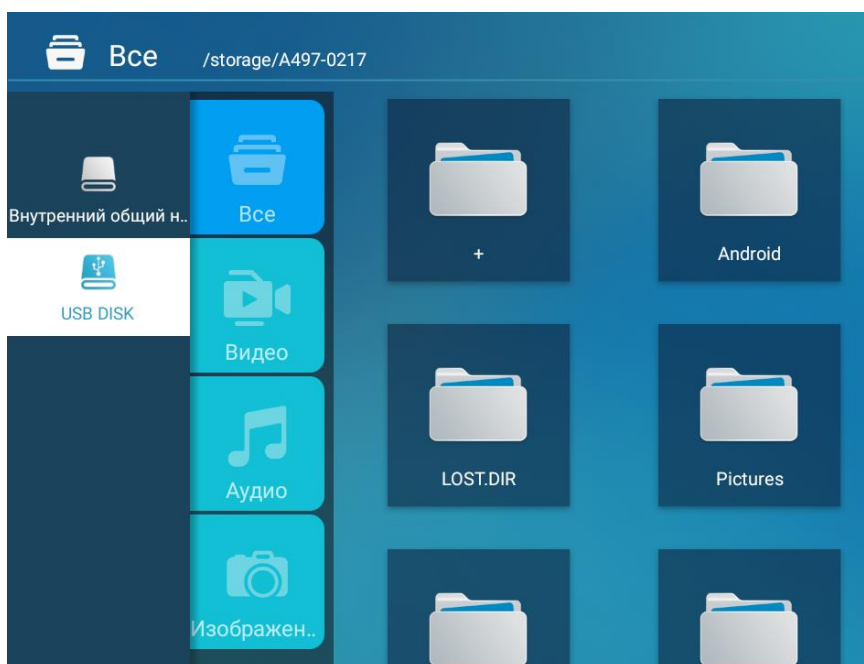 Все
/storage/A497-0217
Внутренний общий н..
USB DISK
Все
Видео
Аудио
Изображен..
+
Android
LOST.DIR
Pictures